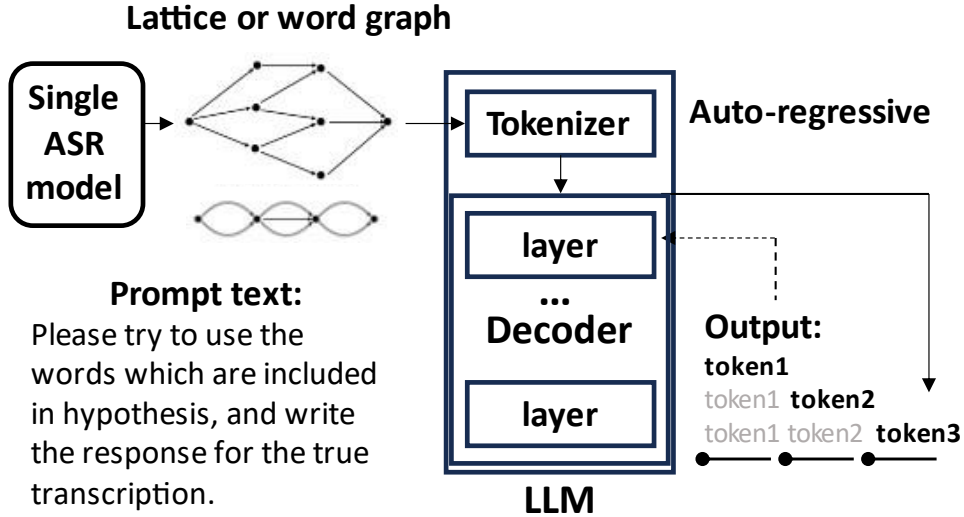 Lattice or word graph
Single
ASR
model
Tokenizer
Auto-regressive
layer
...
Decoder
layer
LLM
Prompt text:
Please try to use the
words which are included
in hypothesis, and write
the response for the true
transcription.
Output:
token1
token1 token2
token1 token2 token3